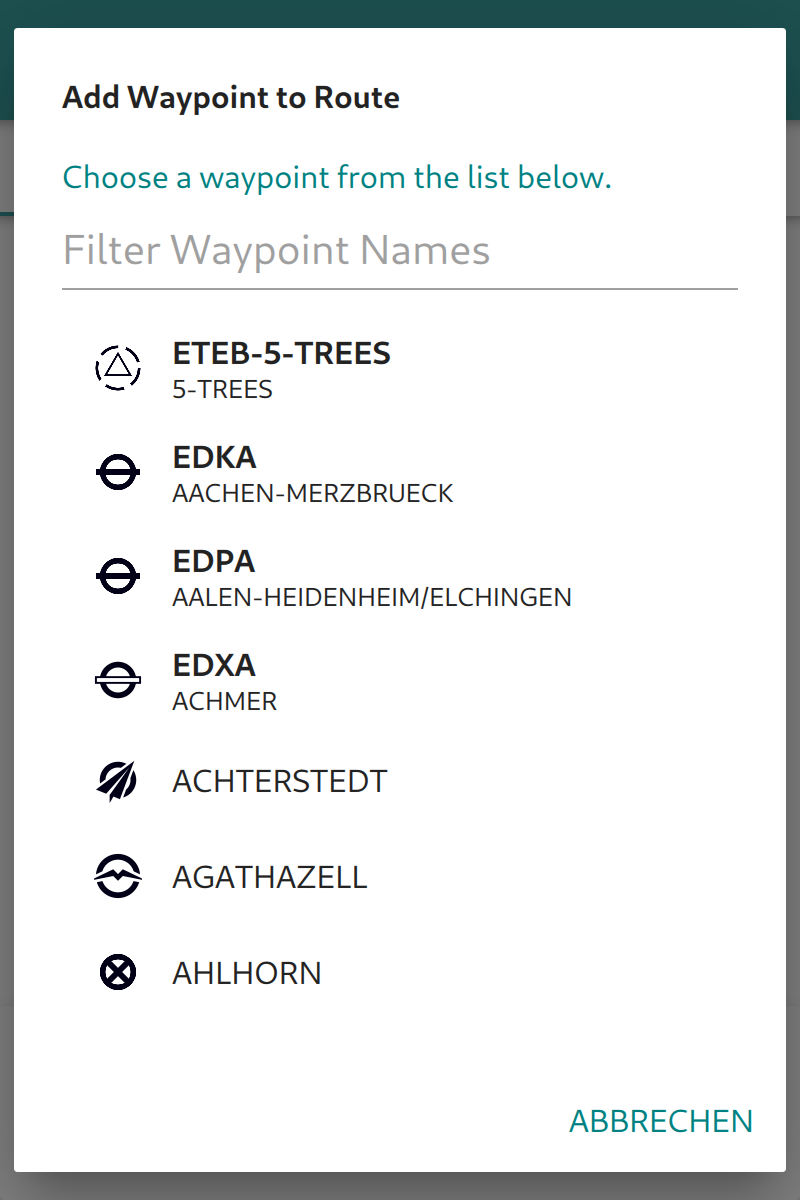 Add Waypoint to Route
Choose a waypoint from the list below.
Filter Waypoint Names
ETEB-5-TREES
5-TREES
EDKA
AACHEN-MERZBRUECK
EDPA
AALEN-HEIDENHEIM/ELCHINGEN
EDXA
ACHMER
ACHTERSTEDT
AGATHAZELL
AHLHORN
ABBRECHEN